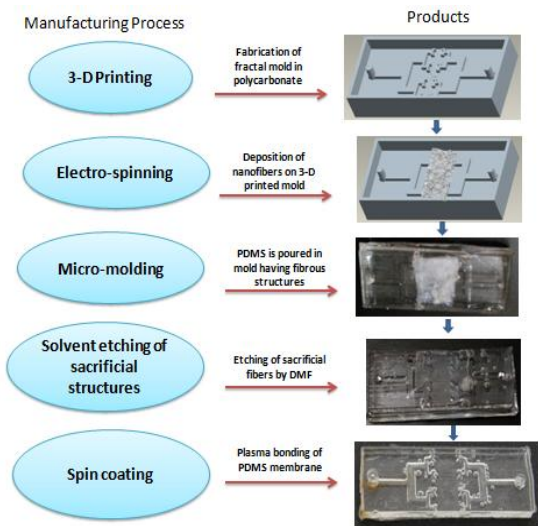 Manufacturing Process
Products
3-D Printing
Fabrication of
fractal mold in
polycarbonate
Electro-spinning
Deposition of
nanofibers on 3-D
printed mold
Micro-molding
PDMS is poured in
mold having fibrous
structures
Solvent etching of
sacrificial
structures
Etching of sacrificial
fibers by DMF
Spin coating
Plasma bonding of
PDMS membrane